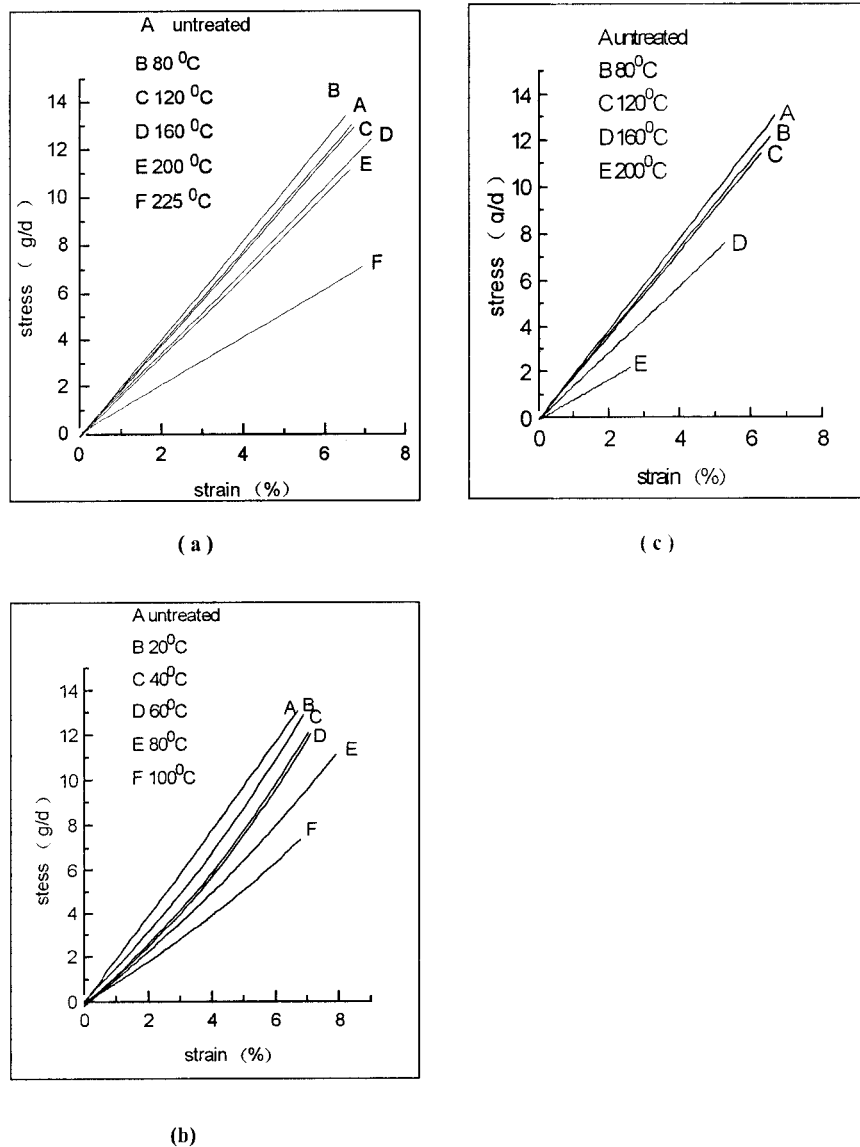 A untreated
B 80 ⁰C
C 120 ⁰C
D 160 ⁰C
E 200 ⁰C
F 225 ⁰C
14
12
10
8
6
4
2
0
stress ( g/d )
B
A
C
D
E
F
0 2 4 6 8
strain (%)
( a )
A untreated
B 80⁰C
C 120⁰C
D 160⁰C
E 200⁰C
14
12
10
8
6
4
2
0
stress ( g/d )
A
B
C
D
E
0 2 4 6 8
strain (%)
( c )
A untreated
B 20⁰C
C 40⁰C
D 60⁰C
E 80⁰C
F 100⁰C
14
12
10
8
6
4
2
0
stess ( g/d )
A B
C
D
E
F
0 2 4 6 8
strain (%)
(b)